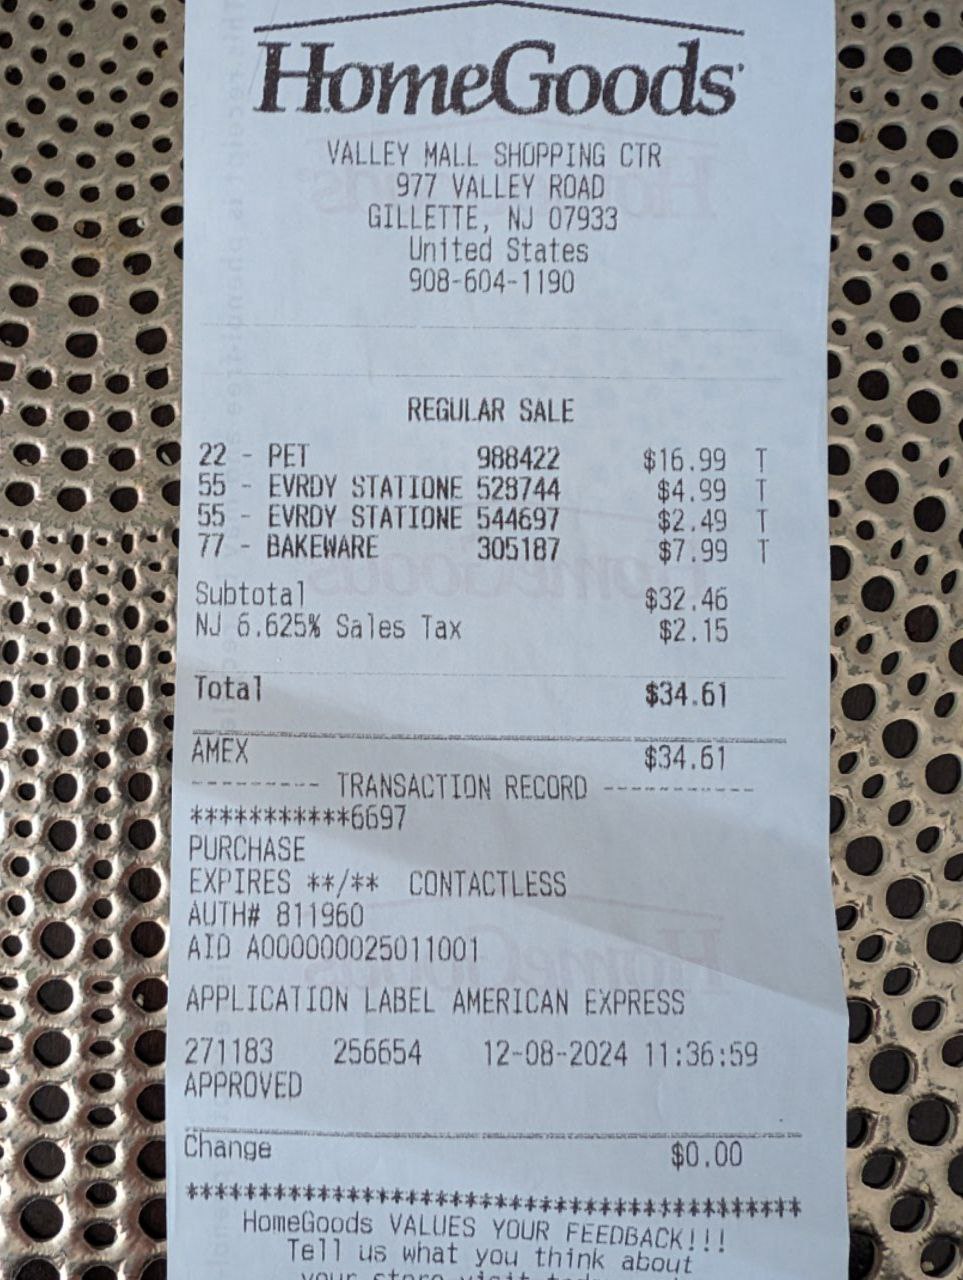 HomeGoods
VALLEY MALL SHOPPING CTR
977 VALLEY ROAD
GILLETTE, NJ 07933
United States
908-604-1190
REGULAR SALE
22 - PET 988422 $16.99 T
55 - EVRDY STATIONE 528744 $4.99 T
55 - EVRDY STATIONE 544697 $2.49 T
77 - BAKEWARE 305187 $7.99 T
Subtotal $32.46
NJ 6.625% Sales Tax $2.15
Total $34.61
AMEX $34.61
--------- TRANSACTION RECORD -----------
***********6697
PURCHASE
EXPIRES **/** CONTACTLESS
AUTH# 811960
AID A000000025011001
APPLICATION LABEL AMERICAN EXPRESS
271183 256654 12-08-2024 11:36:59
APPROVED
Change $0.00
******************************************
HomeGoods VALUES YOUR FEEDBACK!!!
Tell us what you think about
your store visit